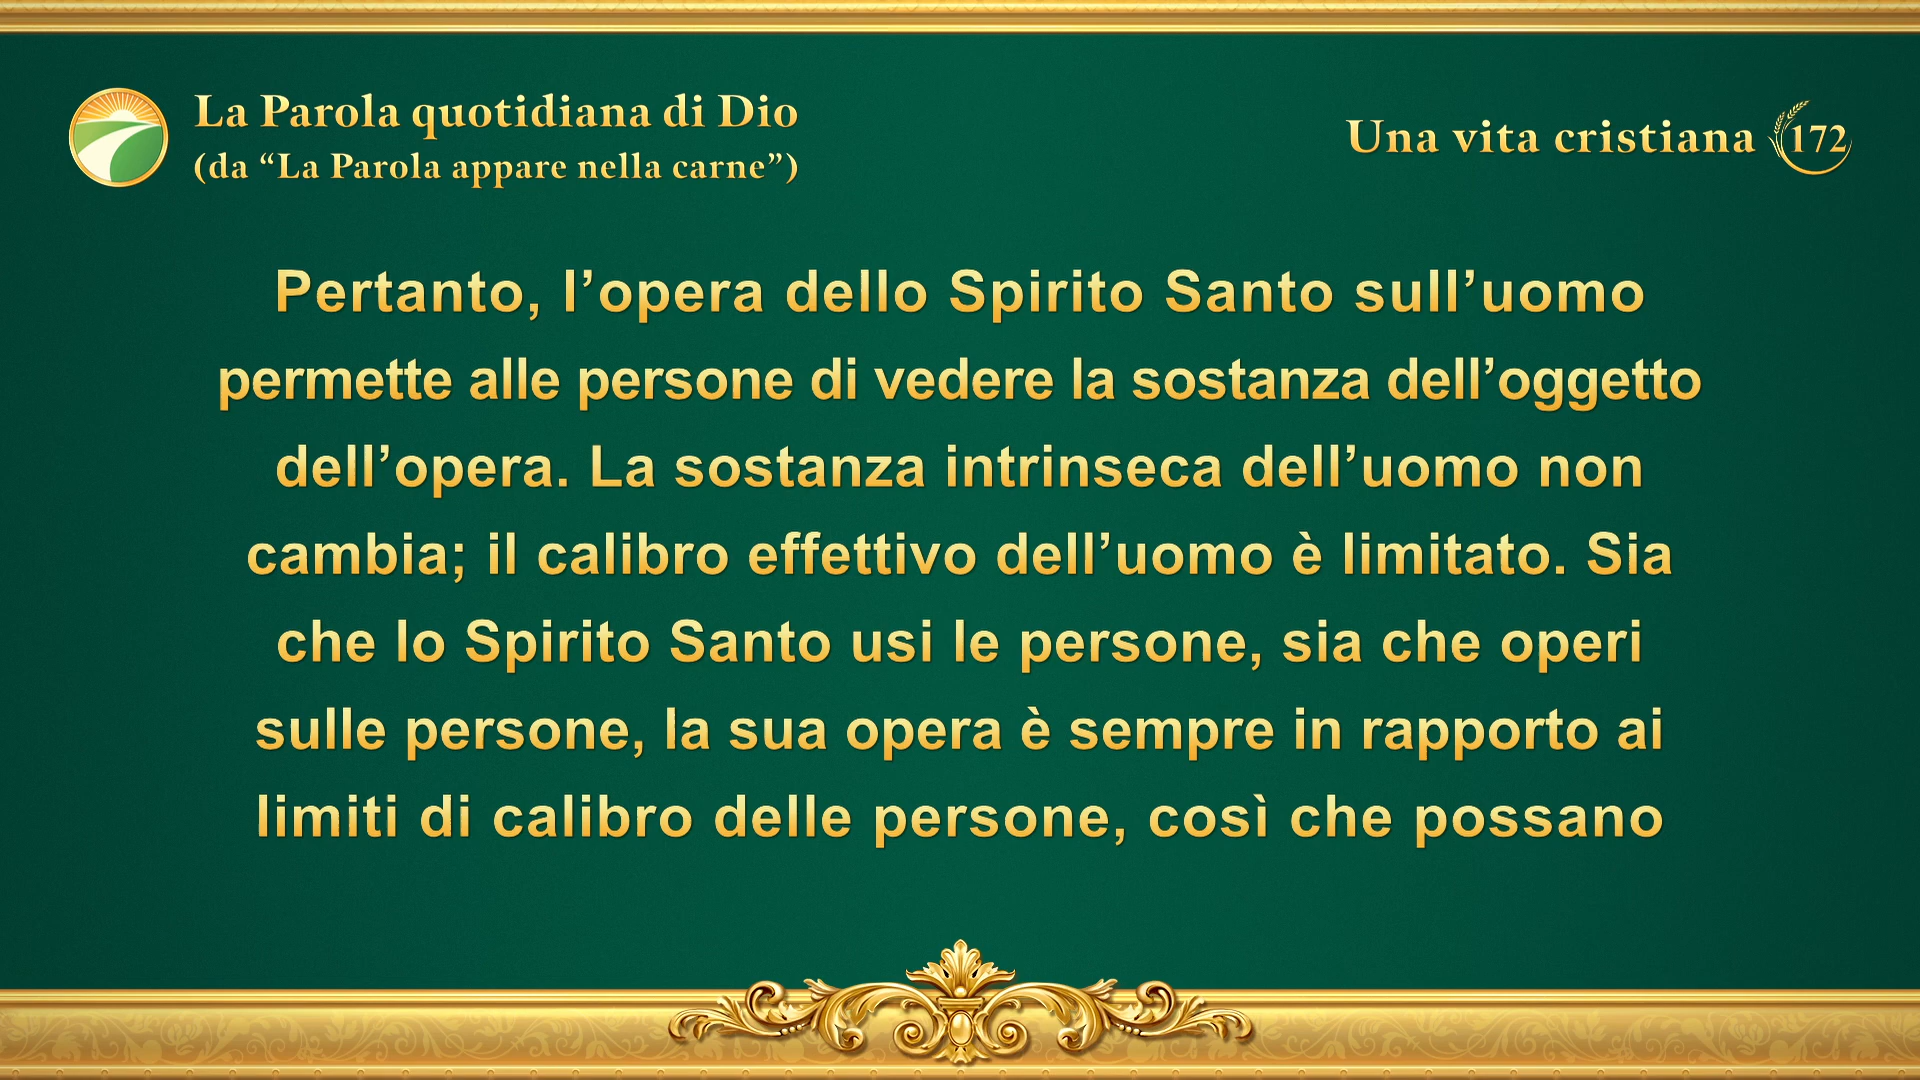 La Parola quotidiana di Dio
(da “La Parola appare nella carne”)
Una vita cristiana 172
Pertanto, l’opera dello Spirito Santo sull’uomo
permette alle persone di vedere la sostanza dell’oggetto
dell’opera. La sostanza intrinseca dell’uomo non
cambia; il calibro effettivo dell’uomo è limitato. Sia
che lo Spirito Santo usi le persone, sia che operi
sulle persone, la sua opera è sempre in rapporto ai
limiti di calibro delle persone, così che possano